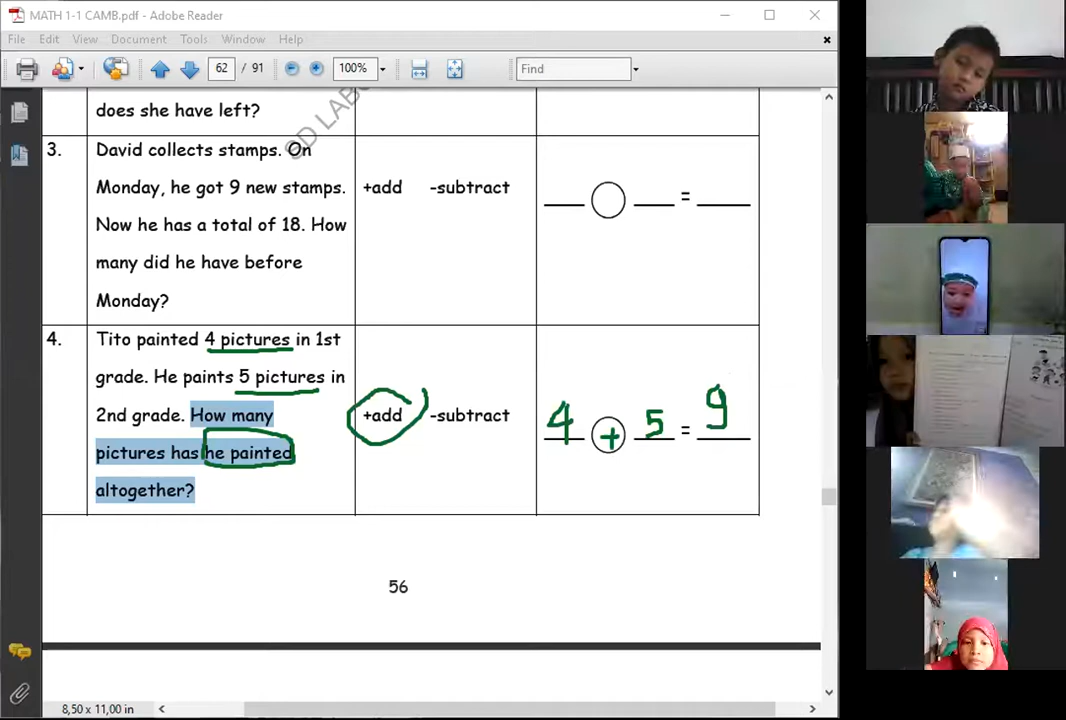 MATH 1-1 CAMB.pdf - Adobe Reader
File Edit View Document Tools Window Help
62 / 91 100% Find
does she have left?
3.
David collects stamps. On
Monday, he got 9 new stamps.
Now he has a total of 18. How
many did he have before
Monday?
+add -subtract
=
4.
Tito painted 4 pictures in 1st
grade. He paints 5 pictures in
2nd grade. How many
pictures has he painted
altogether?
+add -subtract
4 + 5 = 9
56
8,50 x 11,00 in